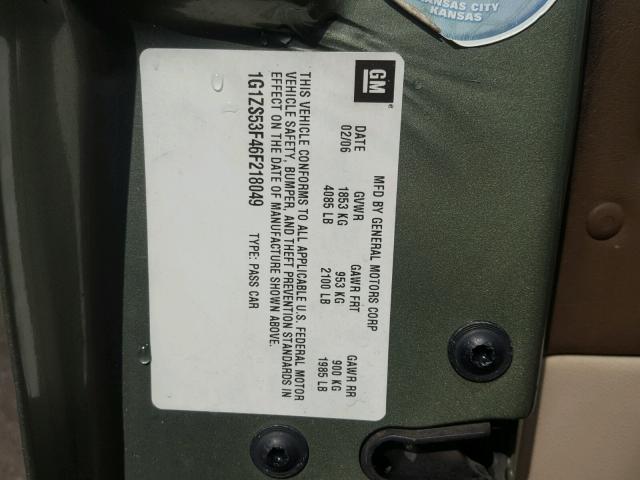 KANSAS CITY
KANSAS
GM
MFD BY GENERAL MOTORS CORP
DATE GVWR GAWR FRT GAWR RR
02/06 1853 KG 953 KG 900 KG
4085 LB 2100 LB 1985 LB
THIS VEHICLE CONFORMS TO ALL APPLICABLE U.S. FEDERAL MOTOR
VEHICLE SAFETY, BUMPER, AND THEFT PREVENTION STANDARDS IN
EFFECT ON THE DATE OF MANUFACTURE SHOWN ABOVE.
1G1ZS53F46F218049 TYPE: PASS CAR